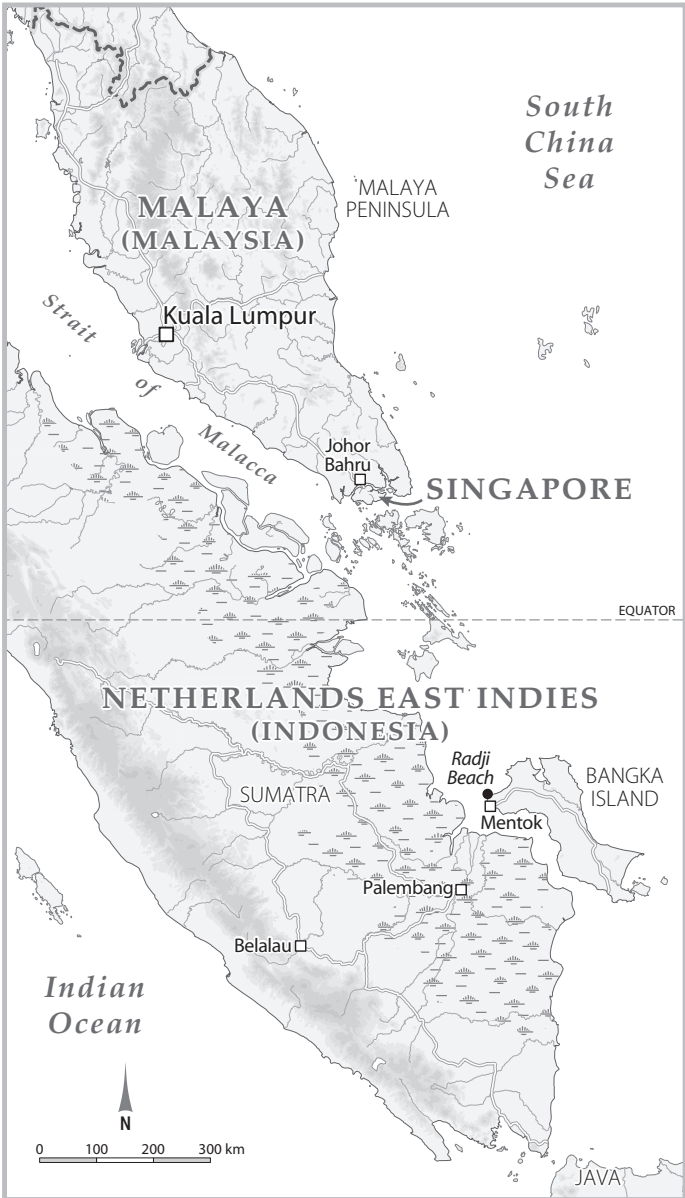 South
China
Sea
MALAYA
PENINSULA
MALAYA
(MALAYSIA)
Strait
of
Malacca
Kuala Lumpur
Johor
Bahru
SINGAPORE
EQUATOR
NETHERLANDS EAST INDIES
(INDONESIA)
Radji
Beach
BANGKA
ISLAND
SUMATRA
Mentok
Palembang
Belalau
Indian
Ocean
N
0 100 200 300 km
JAVA